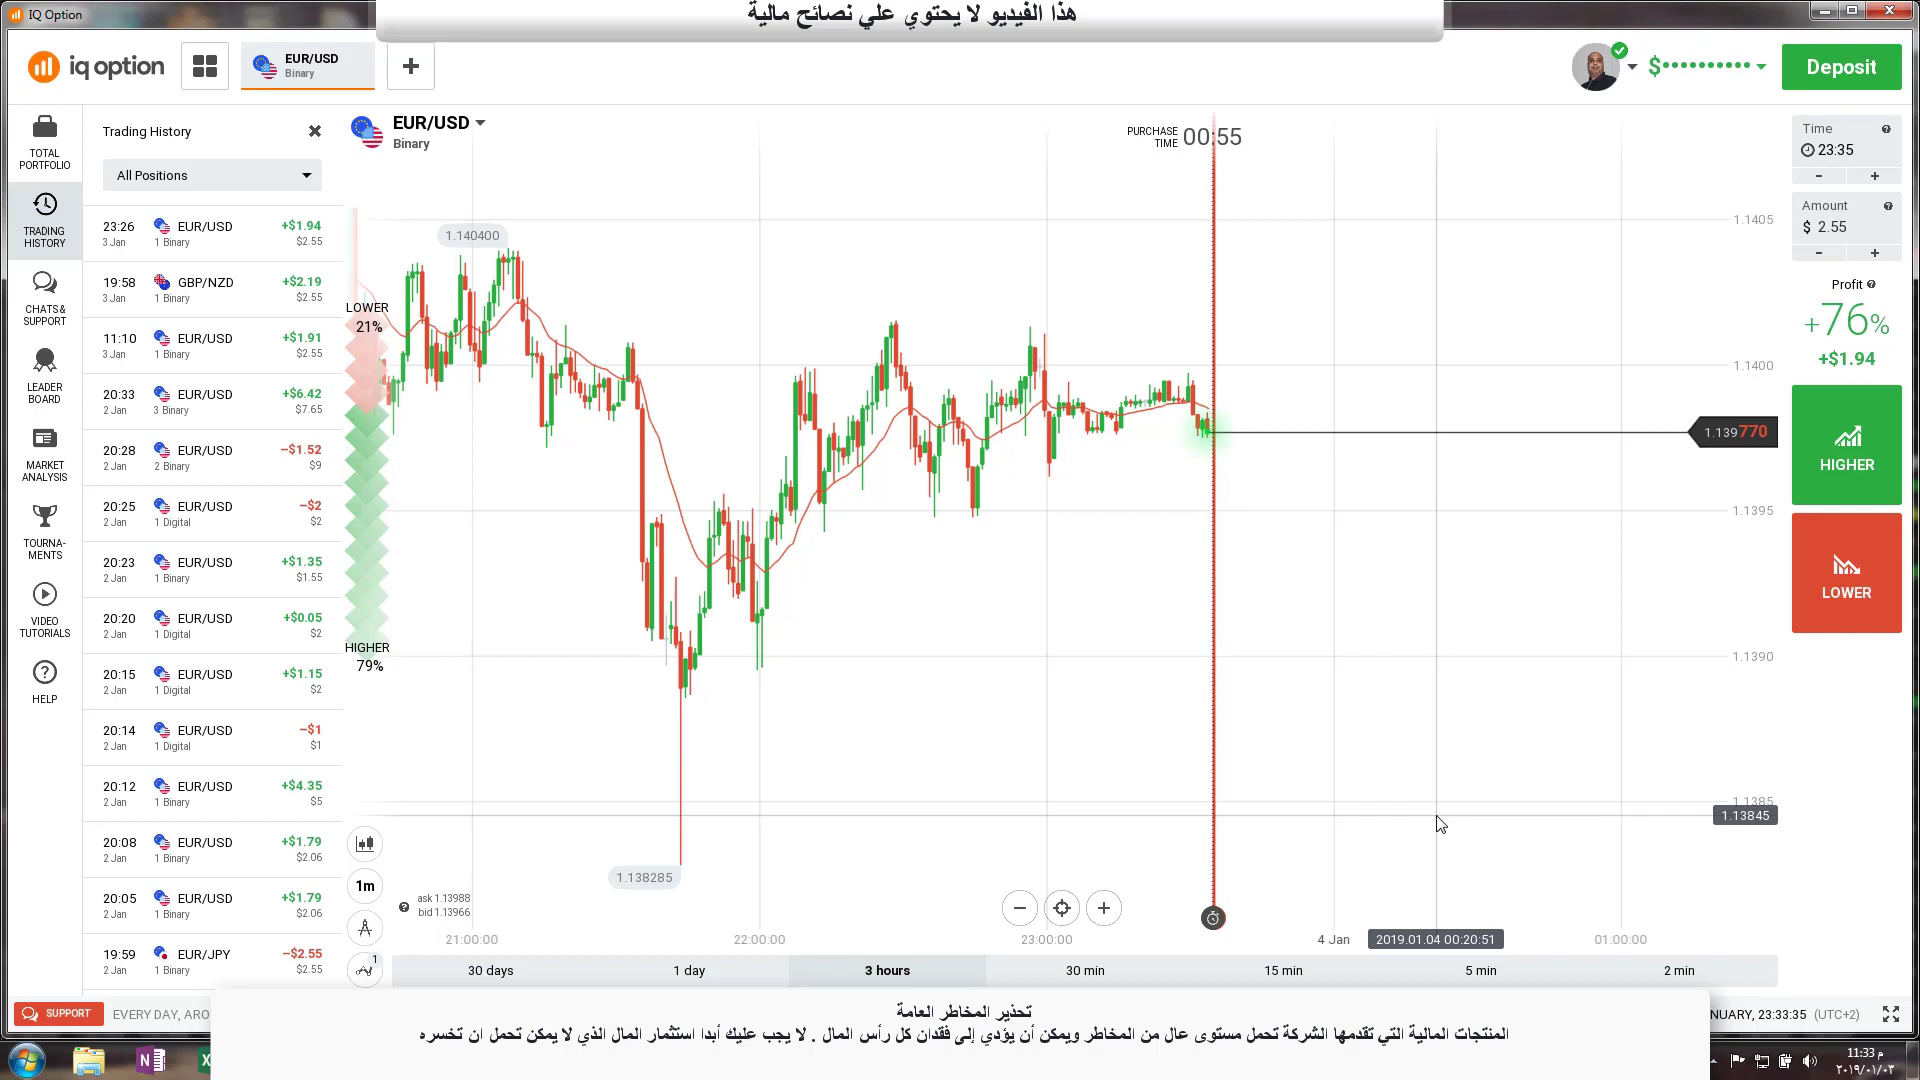 IQ Option
هذا الفيديو لا يحتوي علي نصائح مالية
iq option
EUR/USD
Binary
+
$••••••••••
Deposit
TOTAL
PORTFOLIO
TRADING
HISTORY
CHATS &
SUPPORT
LEADER
BOARD
MARKET
ANALYSIS
TOURNA-
MENTS
VIDEO
TUTORIALS
HELP
Trading History
All Positions
23:26 EUR/USD +$1.94
3 Jan 1 Binary $2.55
19:58 GBP/NZD +$2.19
3 Jan 1 Binary $2.55
11:10 EUR/USD +$1.91
3 Jan 1 Binary $2.55
20:33 EUR/USD +$6.42
2 Jan 3 Binary $7.65
20:28 EUR/USD −$1.52
2 Jan 2 Binary $9
20:25 EUR/USD −$2
2 Jan 1 Digital $2
20:23 EUR/USD +$1.35
2 Jan 1 Binary $1.55
20:20 EUR/USD +$0.05
2 Jan 1 Digital $2
20:15 EUR/USD +$1.15
2 Jan 1 Digital $2
20:14 EUR/USD −$1
2 Jan 1 Digital $1
20:12 EUR/USD +$4.35
2 Jan 1 Binary $5
20:08 EUR/USD +$1.79
2 Jan 1 Binary $2.06
20:05 EUR/USD +$1.79
2 Jan 1 Binary $2.06
19:59 EUR/JPY −$2.55
2 Jan 1 Binary $2.55
EUR/USD
Binary
PURCHASE
TIME 00:55
LOWER
21%
HIGHER
79%
1.140400
1.138285
1.1405
1.1400
1.139770
1.1395
1.1390
1.1385
1.13845
1m
1
ask 1.13988
bid 1.13966
21:00:00 22:00:00 23:00:00 4 Jan 2019.01.04 00:20:51 01:00:00
30 days 1 day 3 hours 30 min 15 min 5 min 2 min
Time
23:35
- +
Amount
$ 2.55
- +
Profit
+76%
+$1.94
HIGHER
LOWER
SUPPORT EVERY DAY, ARO
NUARY, 23:33:35 (UTC+2)
تحذير المخاطر العامة
المنتجات المالية التي تقدمها الشركة تحمل مستوى عال من المخاطر ويمكن أن يؤدي إلى فقدان كل رأس المال . لا يجب عليك أبدا استثمار المال الذي لا يمكن تحمل ان تخسره
11:33 م
٢٠١٩/٠١/٠٣